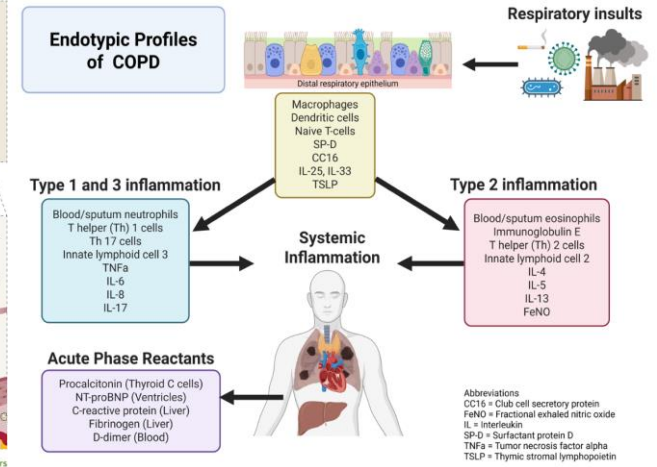 Endotypic Profiles
of COPD
Respiratory insults
Distal respiratory epithelium
Macrophages
Dendritic cells
Naive T-cells
SP-D
CC16
IL-25, IL-33
TSLP
Type 1 and 3 inflammation
Blood/sputum neutrophils
T helper (Th) 1 cells
Th 17 cells
Innate lymphoid cell 3
TNFa
IL-6
IL-8
IL-17
Type 2 inflammation
Blood/sputum eosinophils
Immunoglobulin E
T helper (Th) 2 cells
Innate lymphoid cell 2
IL-4
IL-5
IL-13
FeNO
Systemic
Inflammation
Acute Phase Reactants
Procalcitonin (Thyroid C cells)
NT-proBNP (Ventricles)
C-reactive protein (Liver)
Fibrinogen (Liver)
D-dimer (Blood)
Abbreviations
CC16 = Club cell secretory protein
FeNO = Fractional exhaled nitric oxide
IL = Interleukin
SP-D = Surfactant protein D
TNFa = Tumor necrosis factor alpha
TSLP = Thymic stromal lymphopoietin